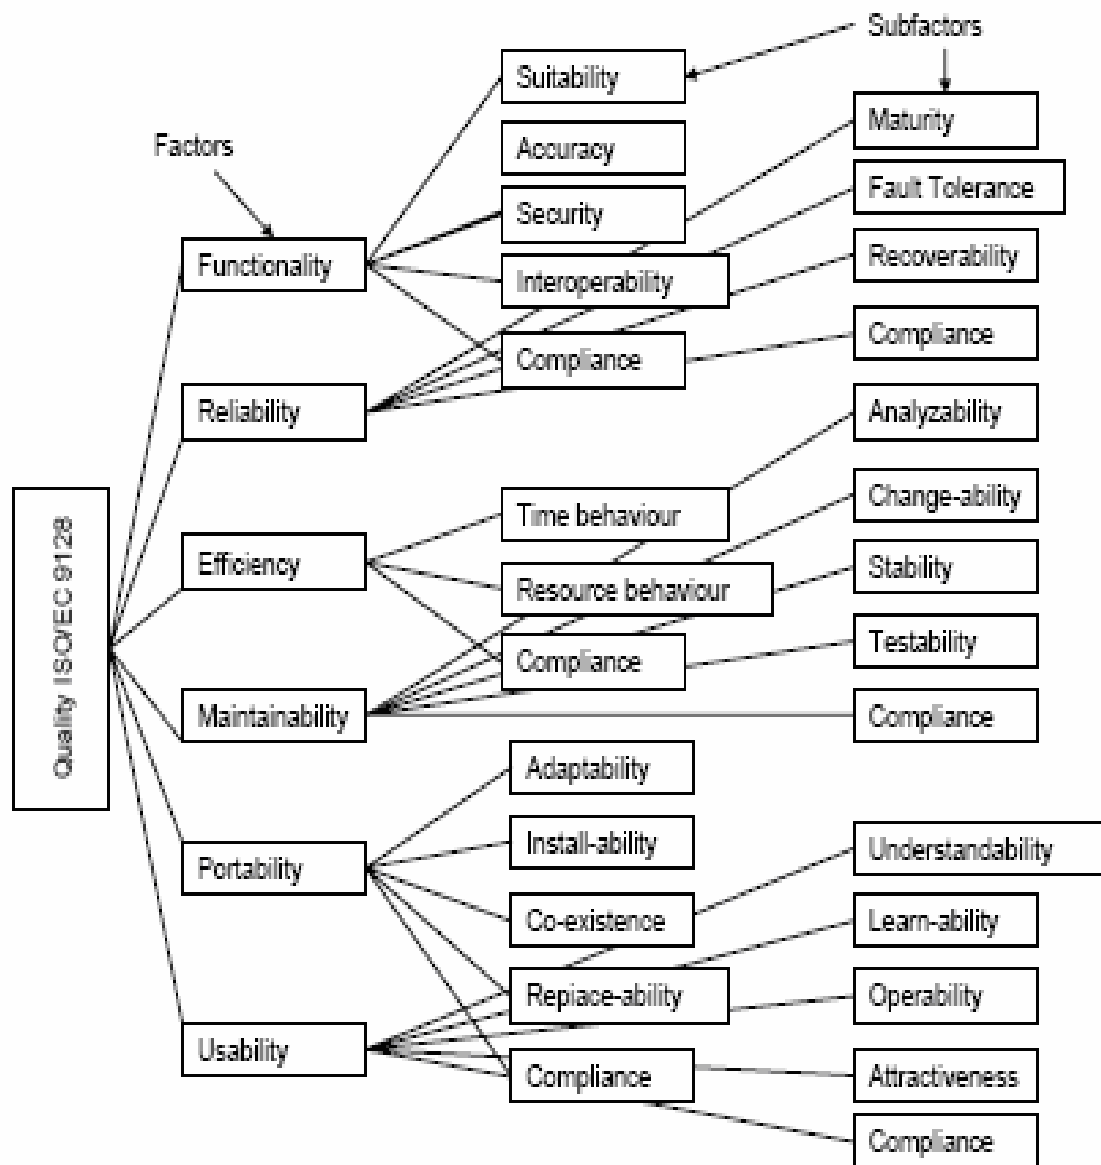 Subfactors
Suitability
Maturity
Factors
Accuracy
Fault Tolerance
Security
Functionality
Recoverability
Interoperability
Compliance
Compliance
Reliability
Analyzability
Change-ability
Time behaviour
Efficiency
Stability
Resource behaviour
Quality ISO/EC 9128
Testability
Compliance
Maintainability
Compliance
Adaptability
Install-ability
Understandability
Portability
Co-existence
Learn-ability
Repiace-ability
Operability
Usability
Compliance
Attractiveness
Compliance